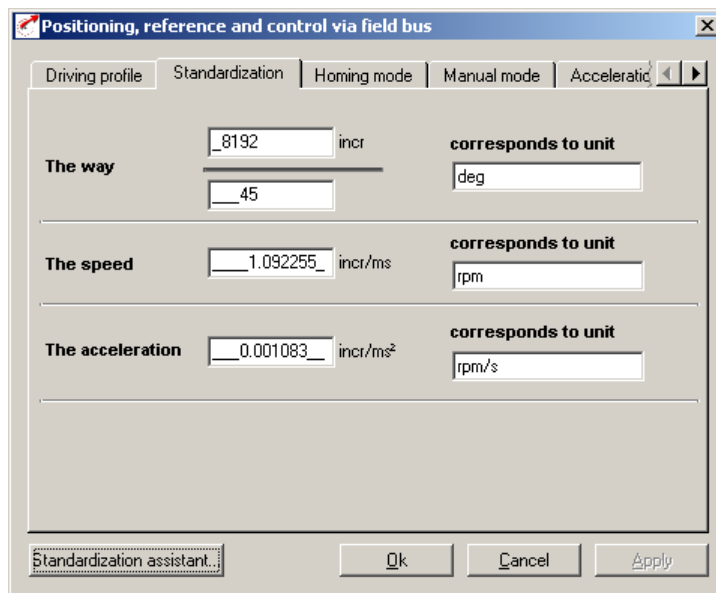 Positioning, reference and control via field bus
Driving profile Standardization Homing mode Manual mode Acceleratic
_8192 incr corresponds to unit
The way deg
___45
corresponds to unit
The speed ____1.092255_ incr/ms rpm
corresponds to unit
The acceleration ___0.001083__ incr/ms² rpm/s
Standardization assistant.. Ok Cancel Apply